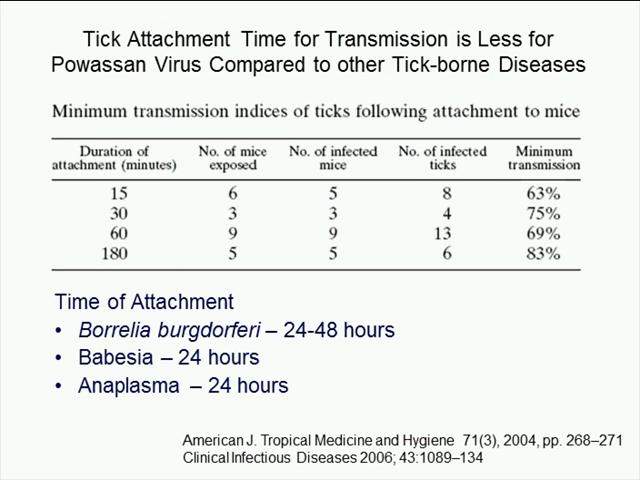 Tick Attachment Time for Transmission is Less for
Powassan Virus Compared to other Tick-borne Diseases
Minimum transmission indices of ticks following attachment to mice
Duration of attachment (minutes) No. of mice exposed No. of infected mice No. of infected ticks Minimum transmission
15 6 5 8 63%
30 3 3 4 75%
60 9 9 13 69%
180 5 5 6 83%
Time of Attachment
• Borrelia burgdorferi – 24-48 hours
• Babesia – 24 hours
• Anaplasma – 24 hours
American J. Tropical Medicine and Hygiene 71(3), 2004, pp. 268–271
Clinical Infectious Diseases 2006; 43:1089–134